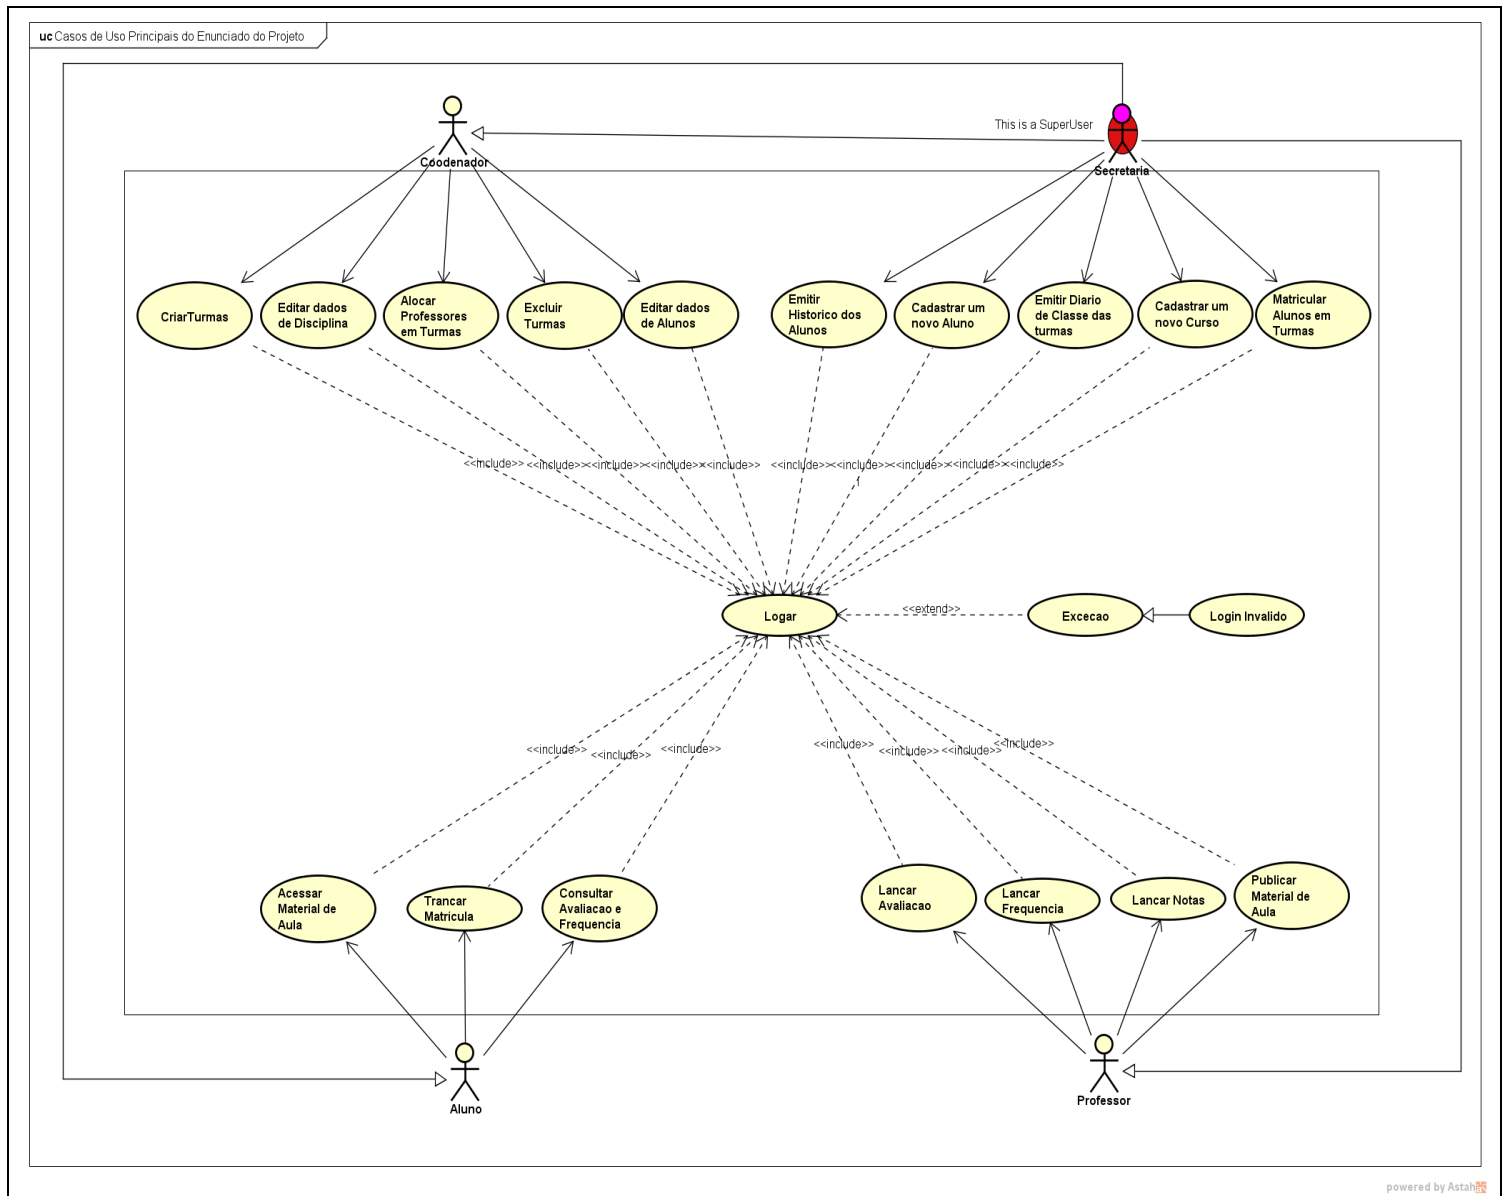 uc Casos de Uso Principais do Enunciado do Projeto
This is a SuperUser
Coodenador
Secretaria
CriarTurmas
Editar dados
de Disciplina
Alocar
Professores
em Turmas
Excluir
Turmas
Editar dados
de Alunos
Emitir
Historico dos
Alunos
Cadastrar um
novo Aluno
Emitir Diario
de Classe das
turmas
Cadastrar um
novo Curso
Matricular
Alunos em
Turmas
<<include>>
<<include>>
<<include>>
<<include>>
<<include>>
<<include>>
<<include>>
<<include>>
<<include>>
<<include>>
Logar
<<extend>>
Excecao
Login Invalido
<<include>>
<<include>>
<<include>>
<<include>>
<<include>>
<<include>>
<<include>>
Acessar
Material de
Aula
Trancar
Matricula
Consultar
Avaliacao e
Frequência
Lancar
Avaliacao
Lancar
Frequência
Lancar Notas
Publicar
Material de
Aula
Aluno
Professor
powered by Astah